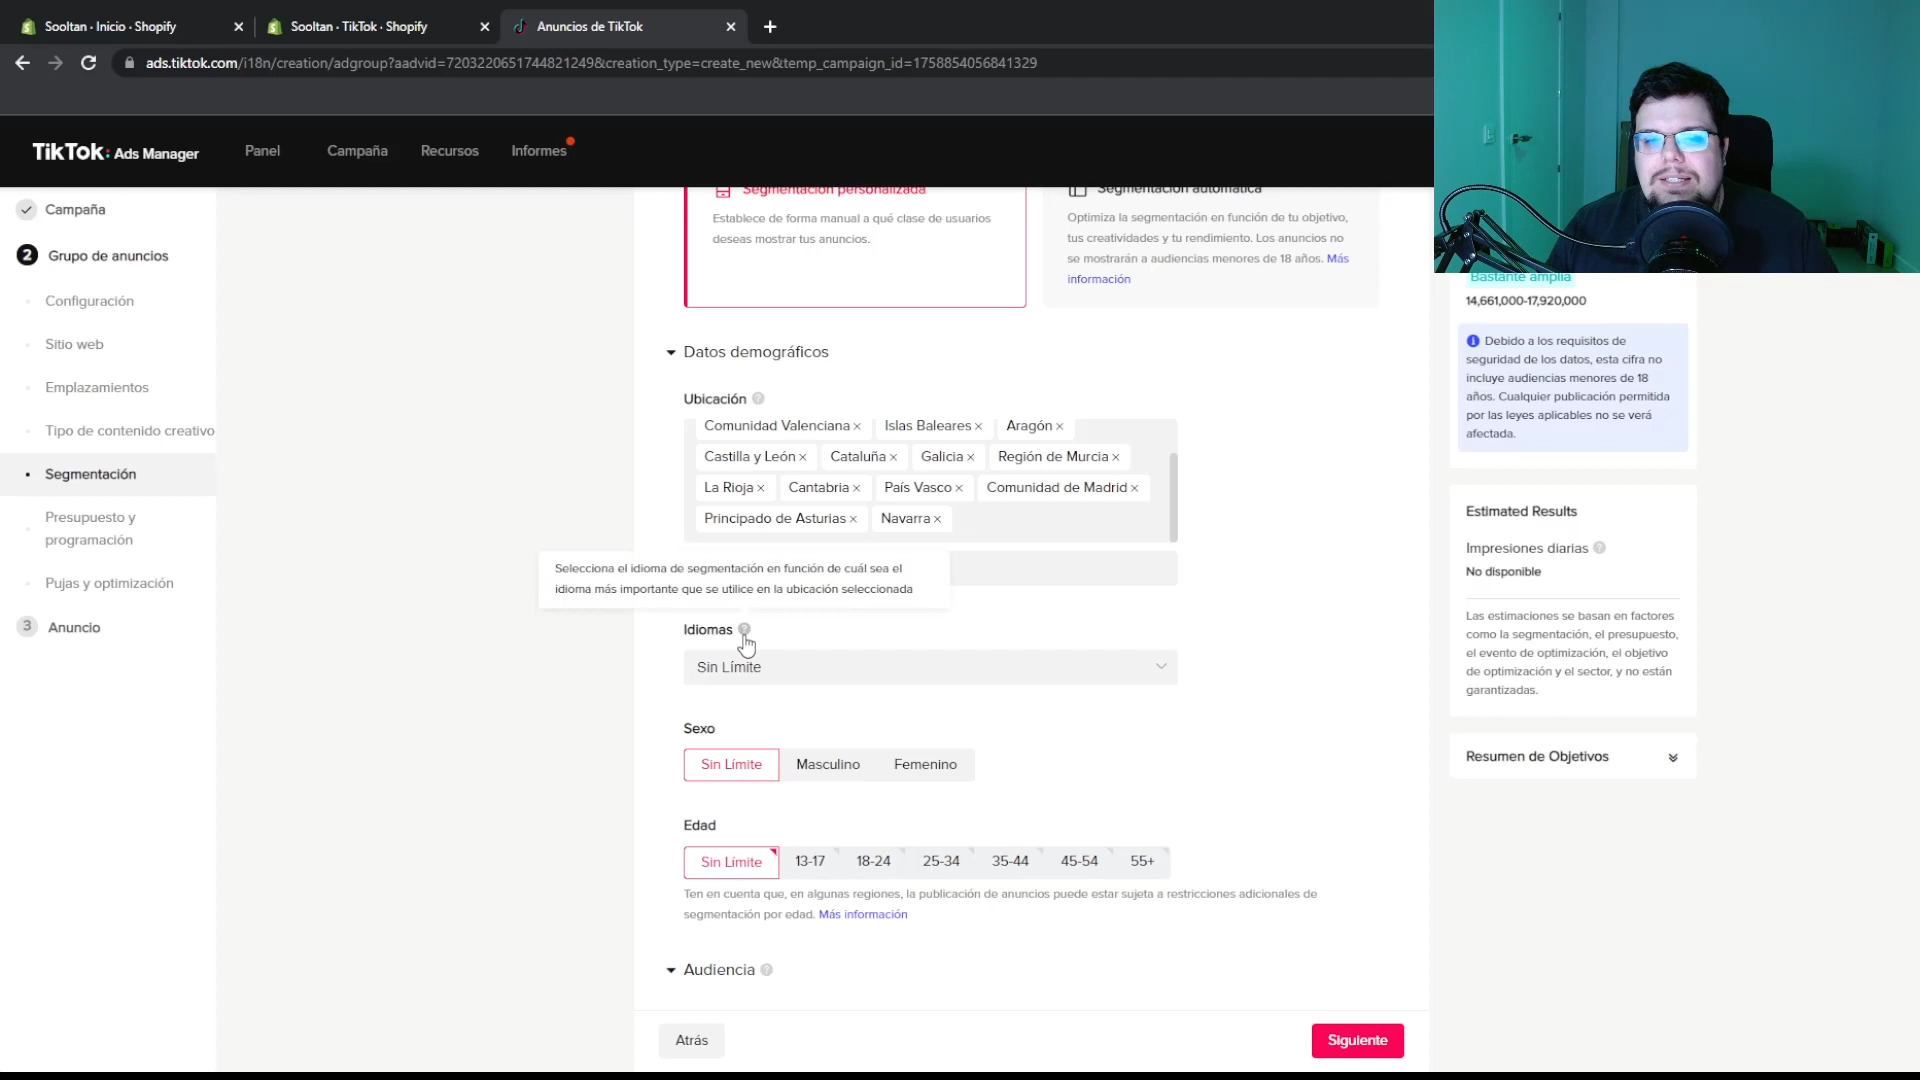 Sooltan · Inicio · Shopify
Sooltan · TikTok · Shopify
Anuncios de TikTok
ads.tiktok.com/i18n/creation/adgroup?aadvid=7203220651744821249&creation_type=create_new&temp_campaign_id=1758854056841329
TikTok: Ads Manager
Panel
Campaña
Recursos
Informes
Campaña
2 Grupo de anuncios
Configuración
Sitio web
Emplazamientos
Tipo de contenido creativo
Segmentación
Presupuesto y
programación
Pujas y optimización
3 Anuncio
Segmentación personalizada
Establece de forma manual a qué clase de usuarios
deseas mostrar tus anuncios.
Segmentación automática
Optimiza la segmentación en función de tu objetivo,
tus creatividades y tu rendimiento. Los anuncios no
se mostrarán a audiencias menores de 18 años. Más
información
Datos demográficos
Ubicación
Comunidad Valenciana × Islas Baleares × Aragón ×
Castilla y León × Cataluña × Galicia × Región de Murcia ×
La Rioja × Cantabria × País Vasco × Comunidad de Madrid ×
Principado de Asturias × Navarra ×
Selecciona el idioma de segmentación en función de cuál sea el
idioma más importante que se utilice en la ubicación seleccionada
Idiomas
Sin Límite
Sexo
Sin Límite Masculino Femenino
Edad
Sin Límite 13-17 18-24 25-34 35-44 45-54 55+
Ten en cuenta que, en algunas regiones, la publicación de anuncios puede estar sujeta a restricciones adicionales de
segmentación por edad. Más información
Audiencia
Atrás
Siguiente
Bastante amplia
14,661,000-17,920,000
Debido a los requisitos de
seguridad de los datos, esta cifra no
incluye audiencias menores de 18
años. Cualquier publicación permitida
por las leyes aplicables no se verá
afectada.
Estimated Results
Impresiones diarias
No disponible
Las estimaciones se basan en factores
como la segmentación, el presupuesto,
el evento de optimización, el objetivo
de optimización y el sector, y no están
garantizadas.
Resumen de Objetivos